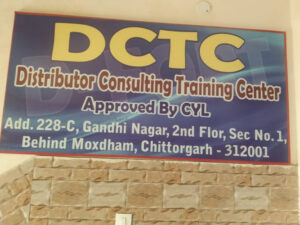 DCTC
Distributor Consulting Training Center
Approved By CYL
Add. 228-C, Gandhi Nagar, 2nd Flor, Sec No. 1,
Behind Moxdham, Chittorgarh - 312001